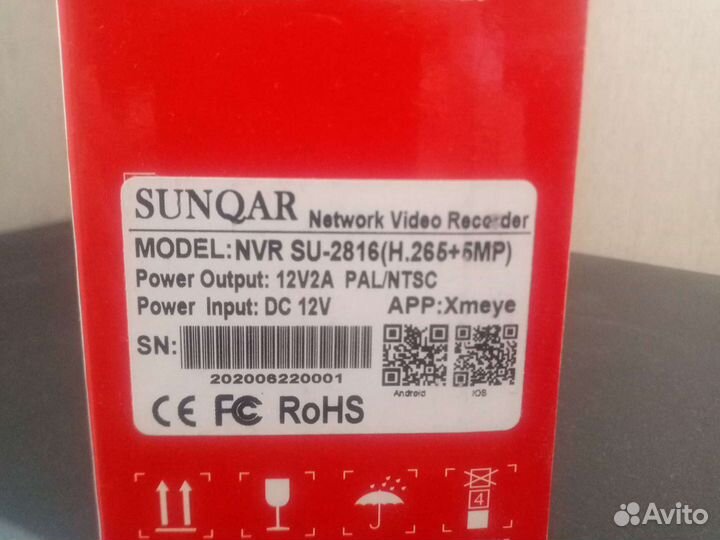 SUNQAR Network Video Recorder
MODEL:NVR SU-2816(H.265+5MP)
Power Output: 12V2A PAL/NTSC
Power Input: DC 12V APP:Xmeye
SN:
202006220001
Android IOS
CE FC RoHS
4
Avito